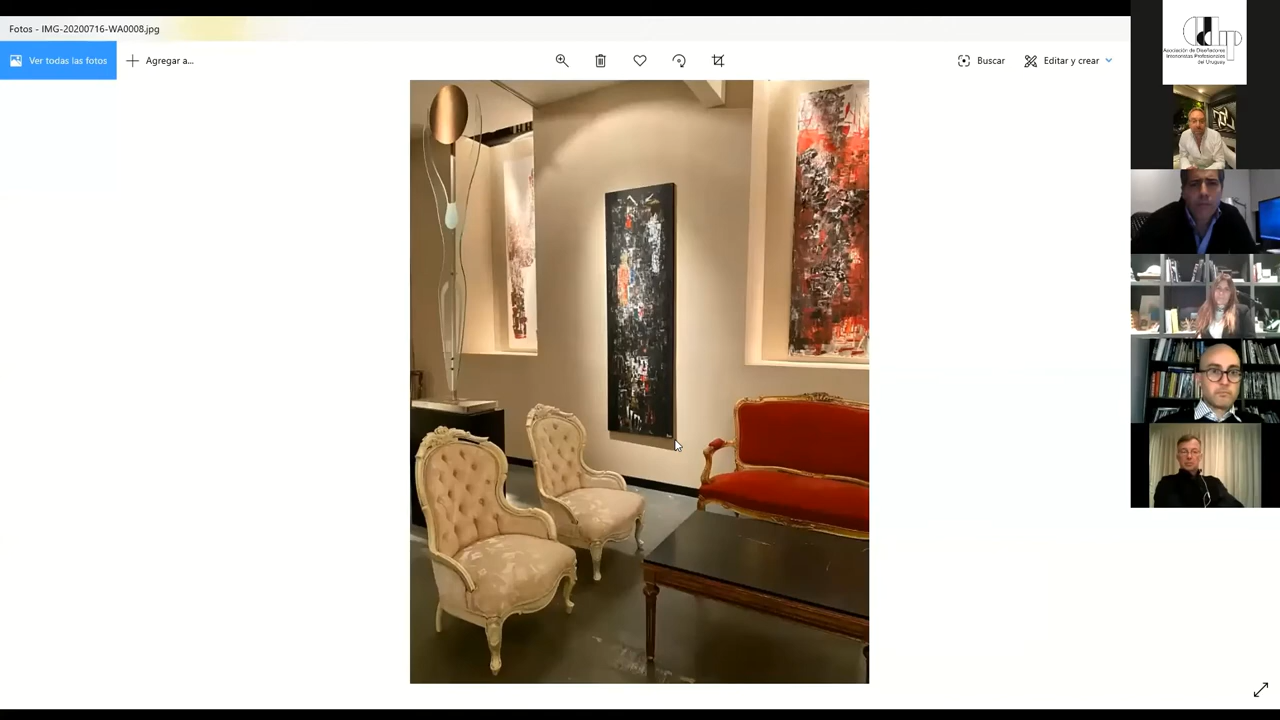 Fotos - IMG-20200716-WA0008.jpg
Ver todas las fotos
Agregar a...
Buscar
Editar y crear
Asociación de Diseñadores
Interioristas Profesionales
del Uruguay